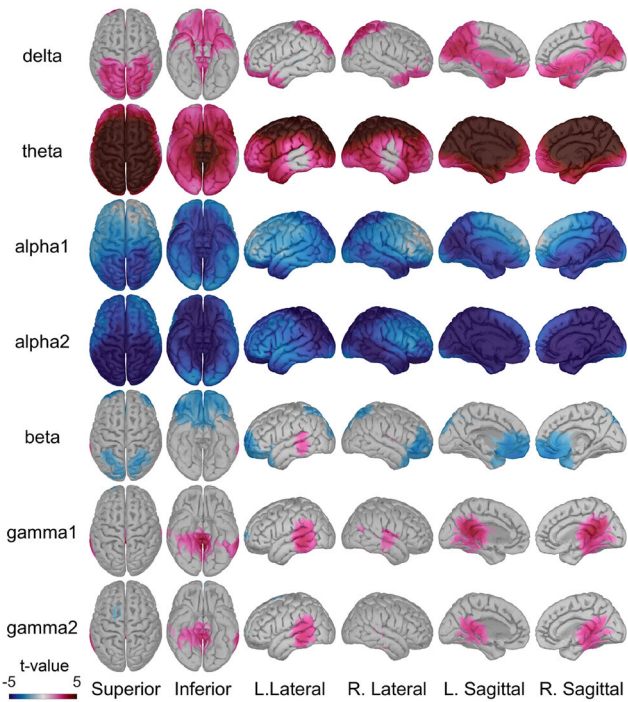 delta
theta
alpha1
alpha2
beta
gamma1
gamma2
t-value
-5 5
Superior Inferior L.Lateral R. Lateral L. Sagittal R. Sagittal